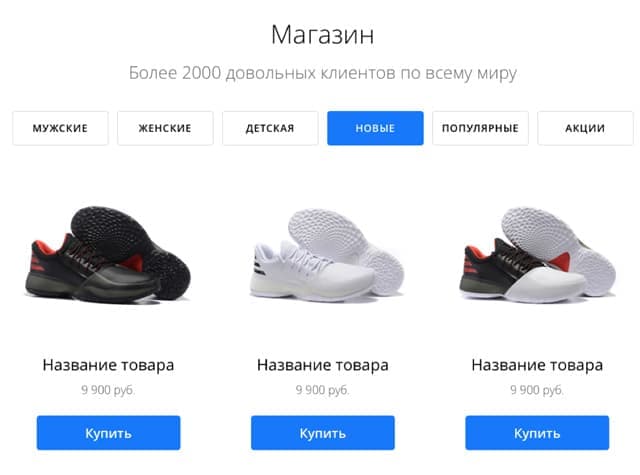 Магазин
Более 2000 довольных клиентов по всему миру
МУЖСКИЕ ЖЕНСКИЕ ДЕТСКАЯ НОВЫЕ ПОПУЛЯРНЫЕ АКЦИИ
Название товара Название товара Название товара
9 900 руб. 9 900 руб. 9 900 руб.
Купить Купить Купить